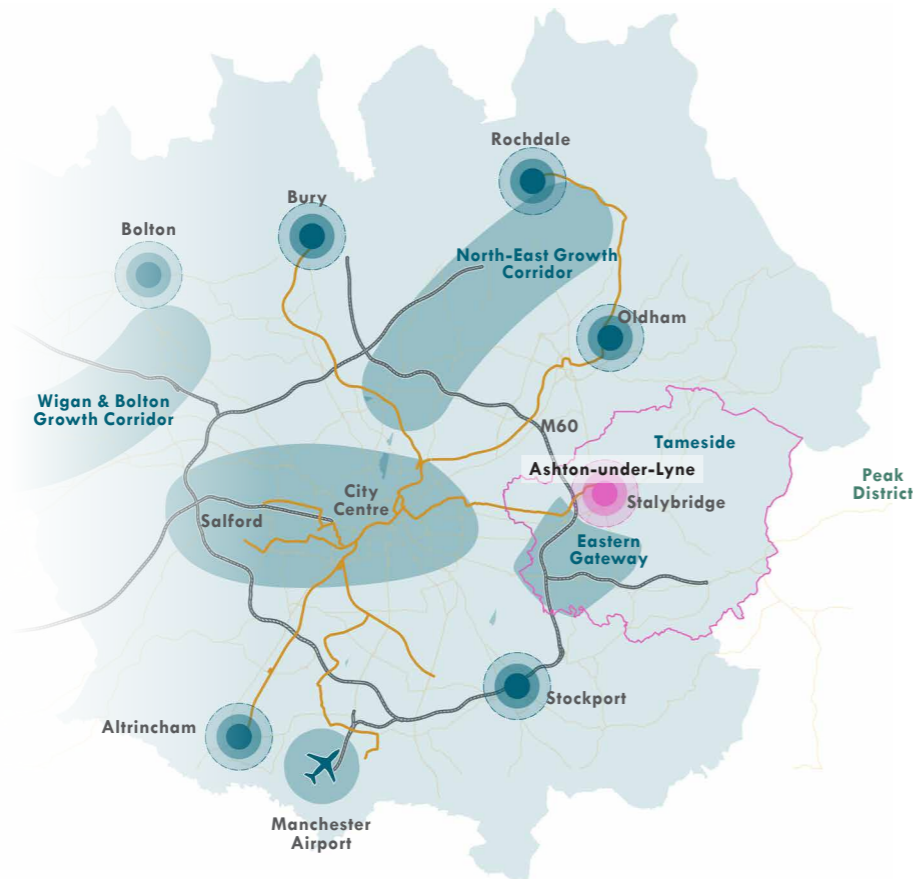 Rochdale
Bury
Bolton
North-East Growth
Corridor
Oldham
Wigan & Bolton
Growth Corridor
M60
Tameside
Ashton-under-Lyne
Peak
District
City
Centre
Stalybridge
Salford
Eastern
Gateway
Stockport
Altrincham
Manchester
Airport